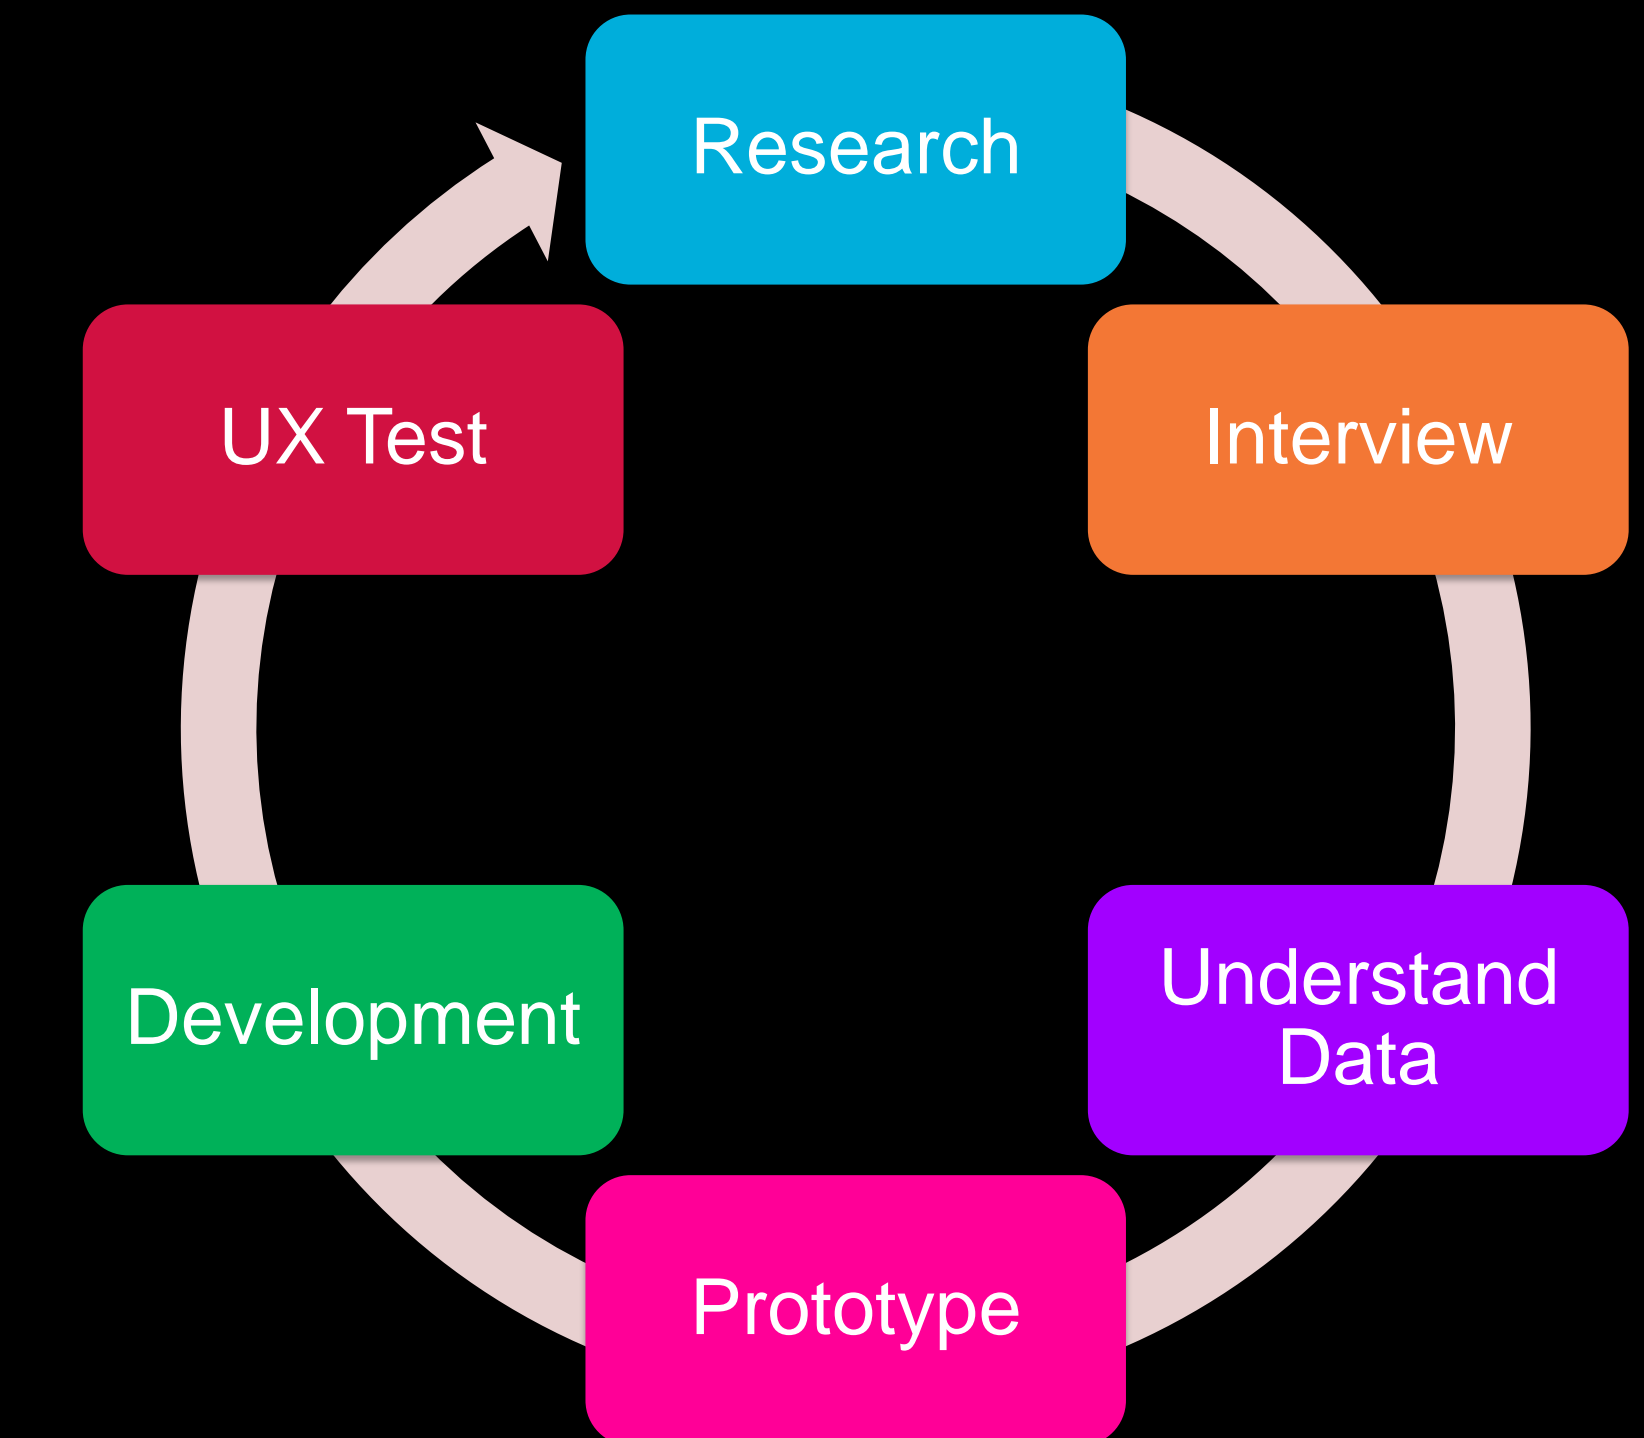 Research
Interview
Understand
Data
Prototype
Development
UX Test